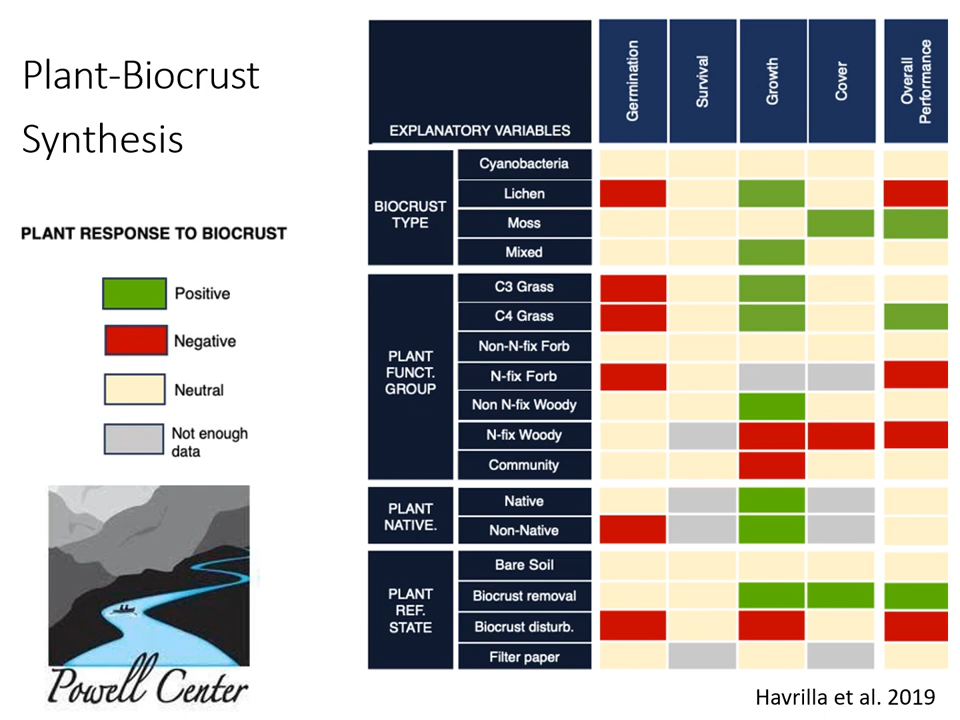 Plant-Biocrust
Synthesis
PLANT RESPONSE TO BIOCRUST
Positive
Negative
Neutral
Not enough
data
Powell Center
EXPLANATORY VARIABLES
Germination
Survival
Growth
Cover
Overall
Performance
BIOCRUST
TYPE
Cyanobacteria
Lichen
Moss
Mixed
PLANT
FUNCT.
GROUP
C3 Grass
C4 Grass
Non-N-fix Forb
N-fix Forb
Non N-fix Woody
N-fix Woody
Community
PLANT
NATIVE.
Native
Non-Native
PLANT
REF.
STATE
Bare Soil
Biocrust removal
Biocrust disturb.
Filter paper
Havrilla et al. 2019